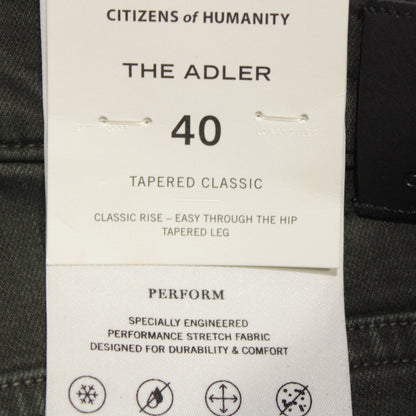 CITIZENS of HUMANITY
THE ADLER
40
TAPERED CLASSIC
CLASSIC RISE – EASY THROUGH THE HIP
TAPERED LEG
PERFORM
SPECIALLY ENGINEERED
PERFORMANCE STRETCH FABRIC
DESIGNED FOR DURABILITY & COMFORT